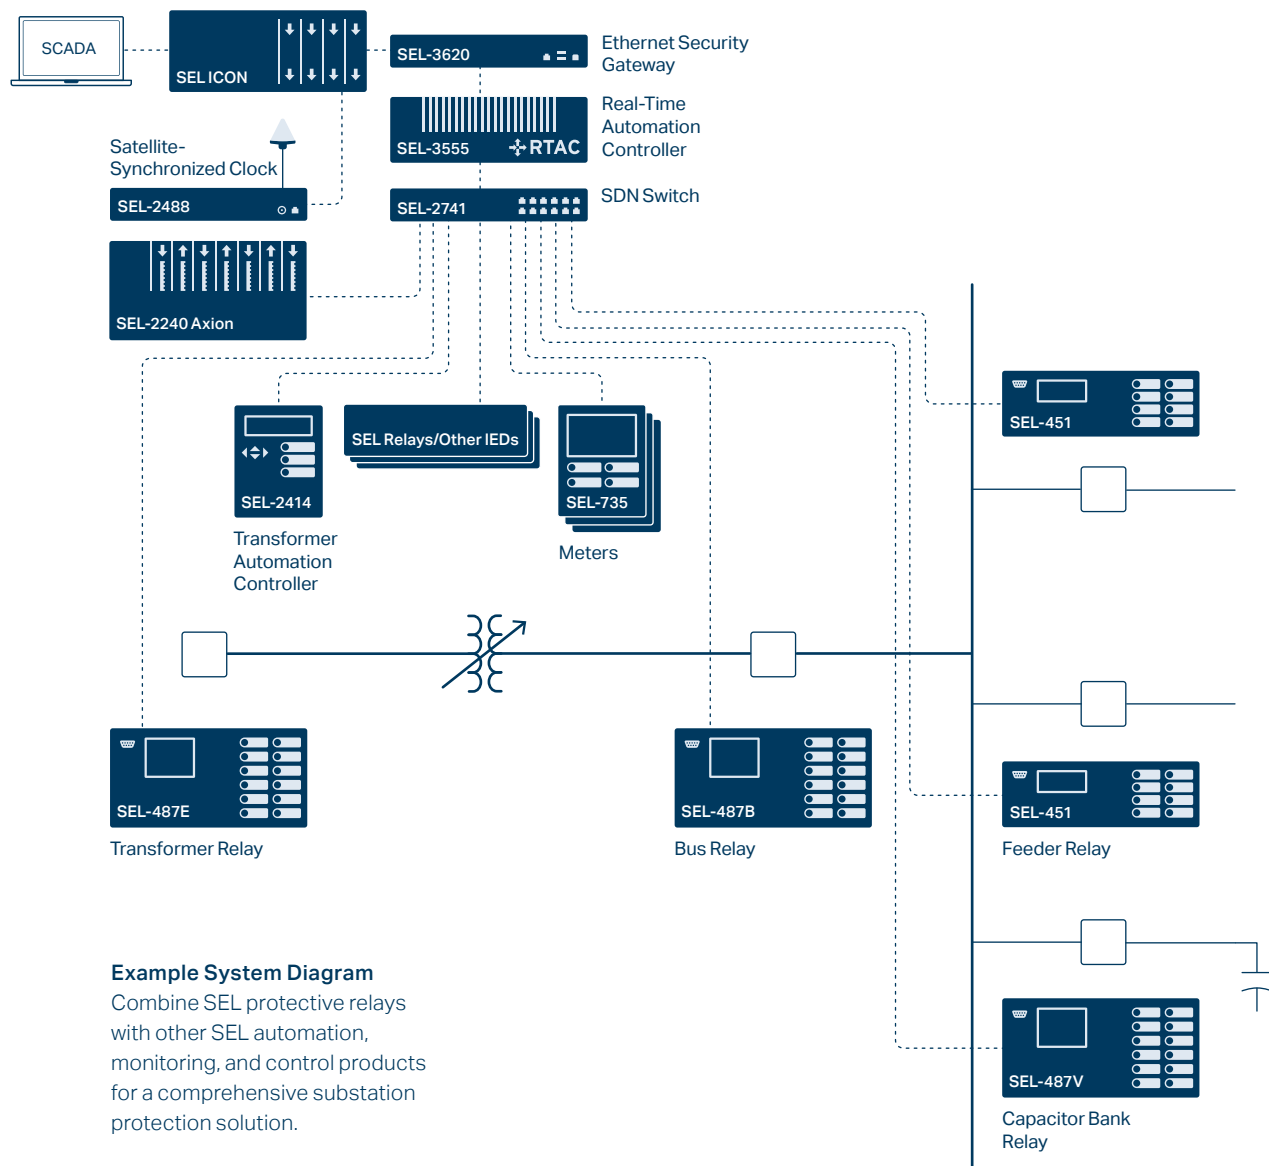 SCADA
SEL ICON
SEL-3620
Ethernet Security
Gateway
SEL-3555
RTAC
Real-Time
Automation
Controller
Satellite-
Synchronized Clock
SEL-2488
SEL-2741
SDN Switch
SEL-2240 Axion
SEL-2414
Transformer
Automation
Controller
SEL Relays/Other IEDs
SEL-735
Meters
SEL-451
SEL-487E
Transformer Relay
SEL-487B
Bus Relay
SEL-451
Feeder Relay
SEL-487V
Capacitor Bank
Relay
Example System Diagram
Combine SEL protective relays
with other SEL automation,
monitoring, and control products
for a comprehensive substation
protection solution.